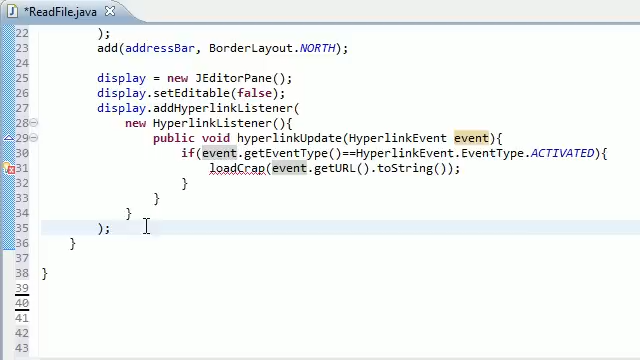 *ReadFile.java
22 );
23 add(addressBar, BorderLayout.NORTH);
24
25 display = new JEditorPane();
26 display.setEditable(false);
27 display.addHyperlinkListener(
28 new HyperlinkListener(){
29 public void hyperlinkUpdate(HyperlinkEvent event){
30 if(event.getEventType()==HyperlinkEvent.EventType.ACTIVATED){
31 loadCrap(event.getURL().toString());
32 }
33 }
34 }
35 );
36 }
37
38 }
39
40
41
42
43